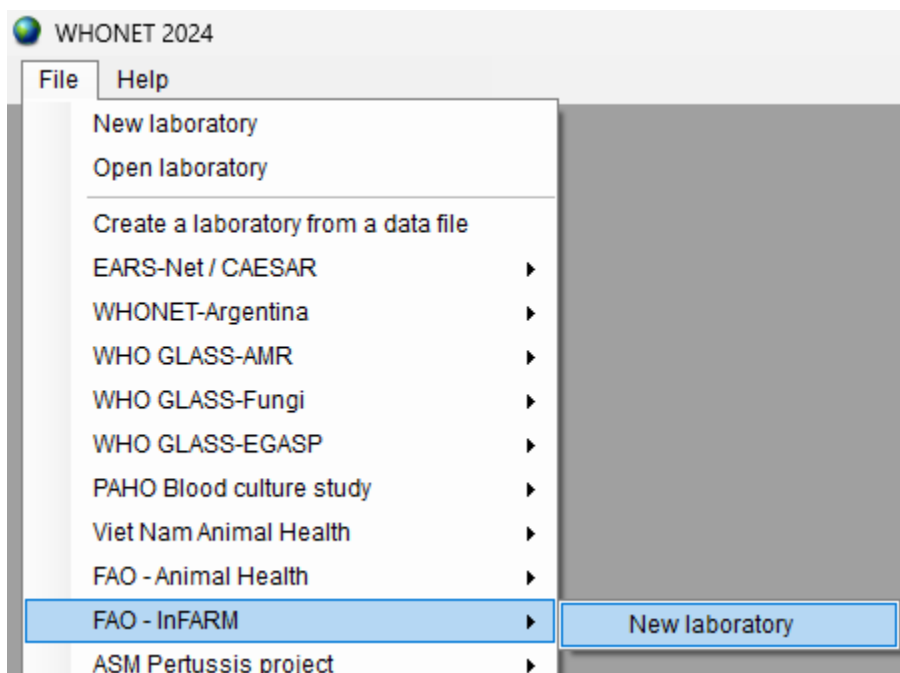 WHONET 2024
File Help
New laboratory
Open laboratory
Create a laboratory from a data file
EARS-Net / CAESAR
WHONET-Argentina
WHO GLASS-AMR
WHO GLASS-Fungi
WHO GLASS-EGASP
PAHO Blood culture study
Viet Nam Animal Health
FAO - Animal Health
FAO - InFARM
New laboratory
ASM Pertussis project